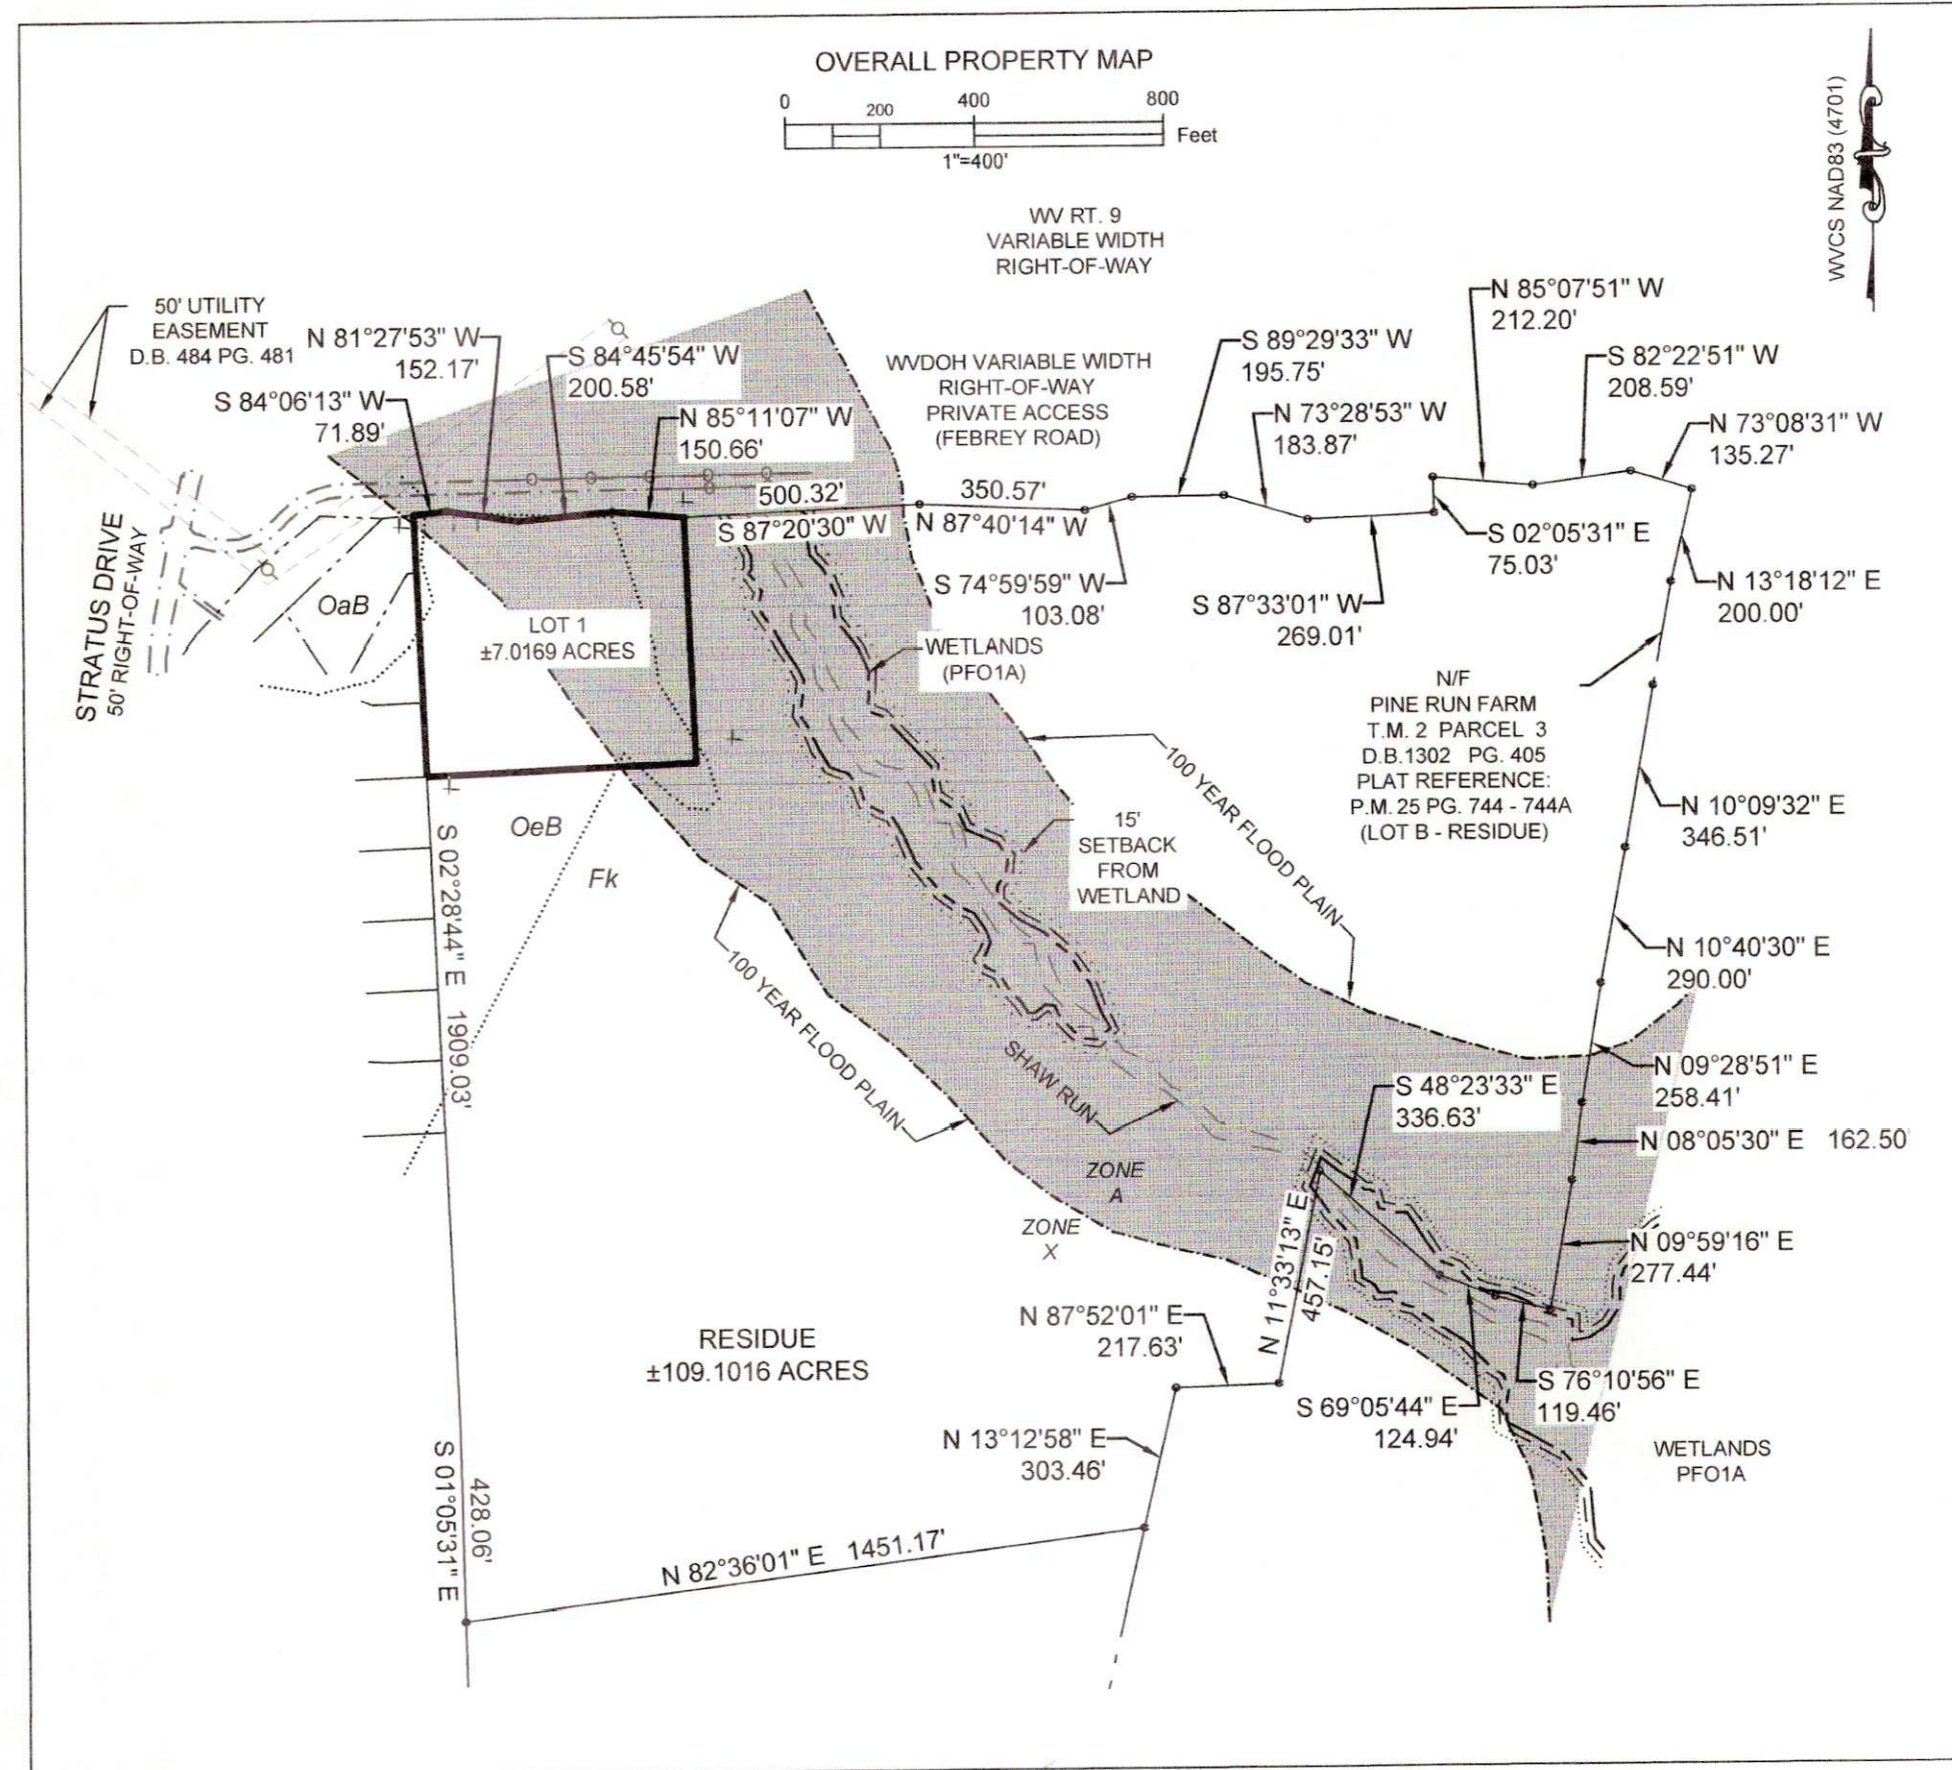 OVERALL PROPERTY MAP
0 200 400 800
Feet
1"=400'
WVCS NAD83 (4701)
WV RT. 9
VARIABLE WIDTH
RIGHT-OF-WAY
50' UTILITY
EASEMENT
D.B. 484 PG. 481
N 81°27'53" W
152.17'
S 84°45'54" W
200.58'
S 84°06'13" W
71.89'
N 85°11'07" W
150.66'
WVDOH VARIABLE WIDTH
RIGHT-OF-WAY
PRIVATE ACCESS
(FEBREY ROAD)
S 89°29'33" W
195.75'
N 85°07'51" W
212.20'
S 82°22'51" W
208.59'
N 73°28'53" W
183.87'
N 73°08'31" W
135.27'
500.32'
S 87°20'30" W
350.57'
N 87°40'14" W
S 02°05'31" E
75.03'
S 74°59'59" W
103.08'
S 87°33'01" W
269.01'
N 13°18'12" E
200.00'
STRATUS DRIVE
50' RIGHT-OF-WAY
OaB
LOT 1
±7.0169 ACRES
WETLANDS
(PFO1A)
N/F
PINE RUN FARM
T.M. 2 PARCEL 3
D.B.1302 PG. 405
PLAT REFERENCE:
P.M. 25 PG. 744 - 744A
(LOT B - RESIDUE)
100 YEAR FLOOD PLAIN
N 10°09'32" E
346.51'
OeB
Fk
15'
SETBACK
FROM
WETLAND
S 02°28'44" E 1909.03'
N 10°40'30" E
290.00'
100 YEAR FLOOD PLAIN
SHAW RUN
N 09°28'51" E
258.41'
S 48°23'33" E
336.63'
N 08°05'30" E 162.50'
ZONE
A
ZONE
X
N 11°33'13" E
457.15'
N 09°59'16" E
277.44'
N 87°52'01" E
217.63'
RESIDUE
±109.1016 ACRES
S 76°10'56" E
119.46'
S 69°05'44" E
124.94'
N 13°12'58" E
303.46'
WETLANDS
PFO1A
428.06'
S 01°05'31" E
N 82°36'01" E 1451.17'